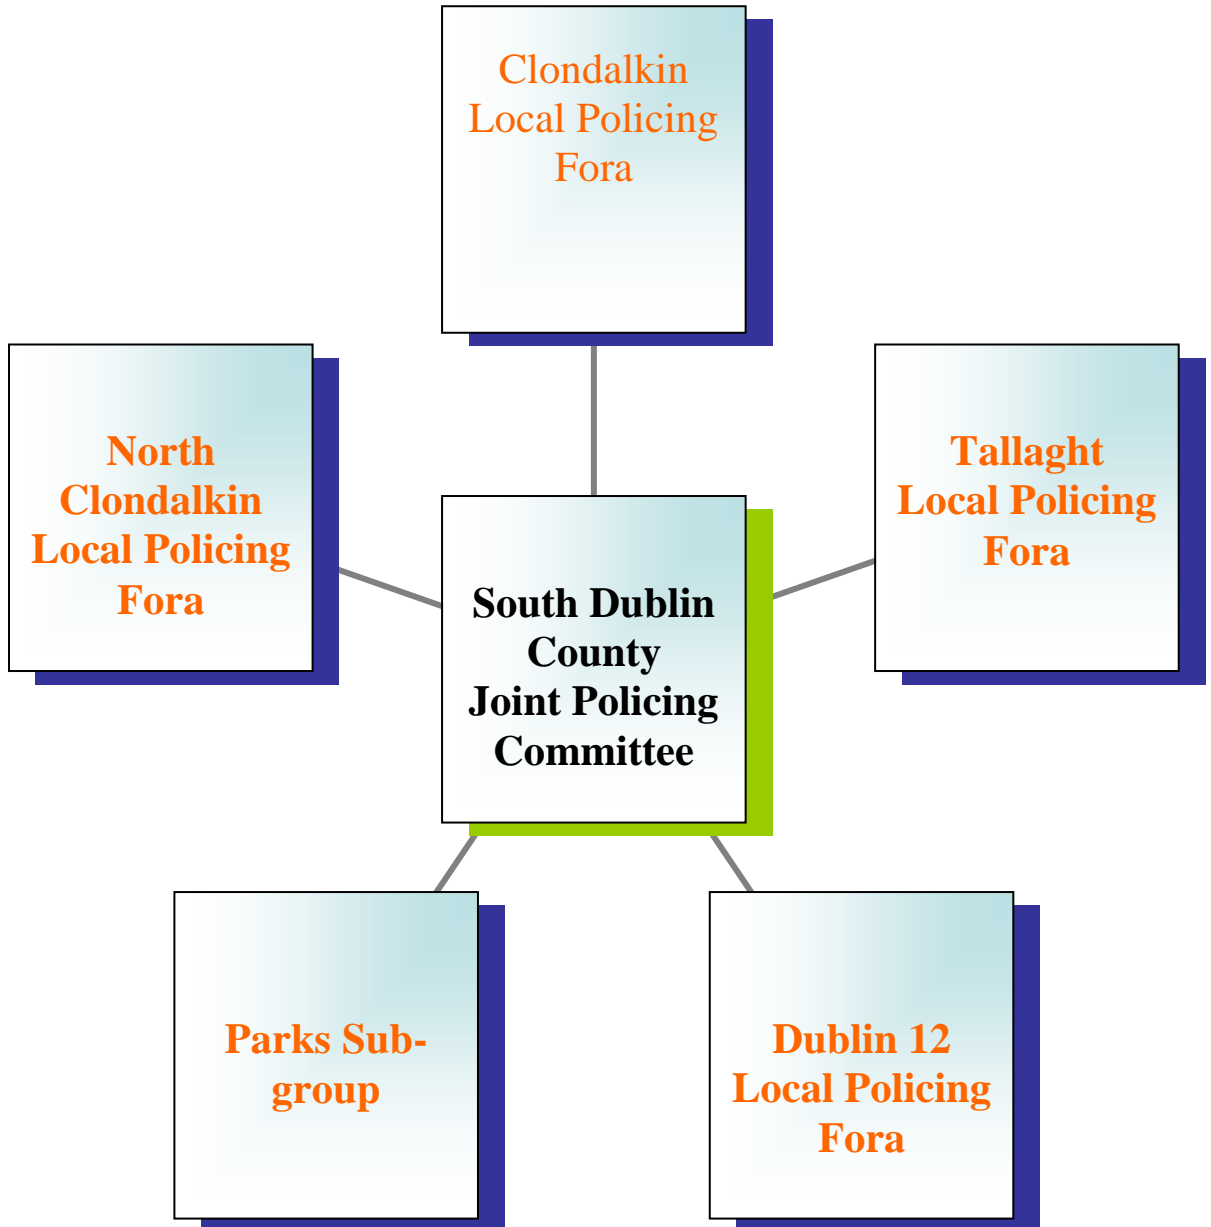 Clondalkin
Local Policing
Fora
North
Clondalkin
Local Policing
Fora
Tallaght
Local Policing
Fora
South Dublin
County
Joint Policing
Committee
Parks Sub-
group
Dublin 12
Local Policing
Fora